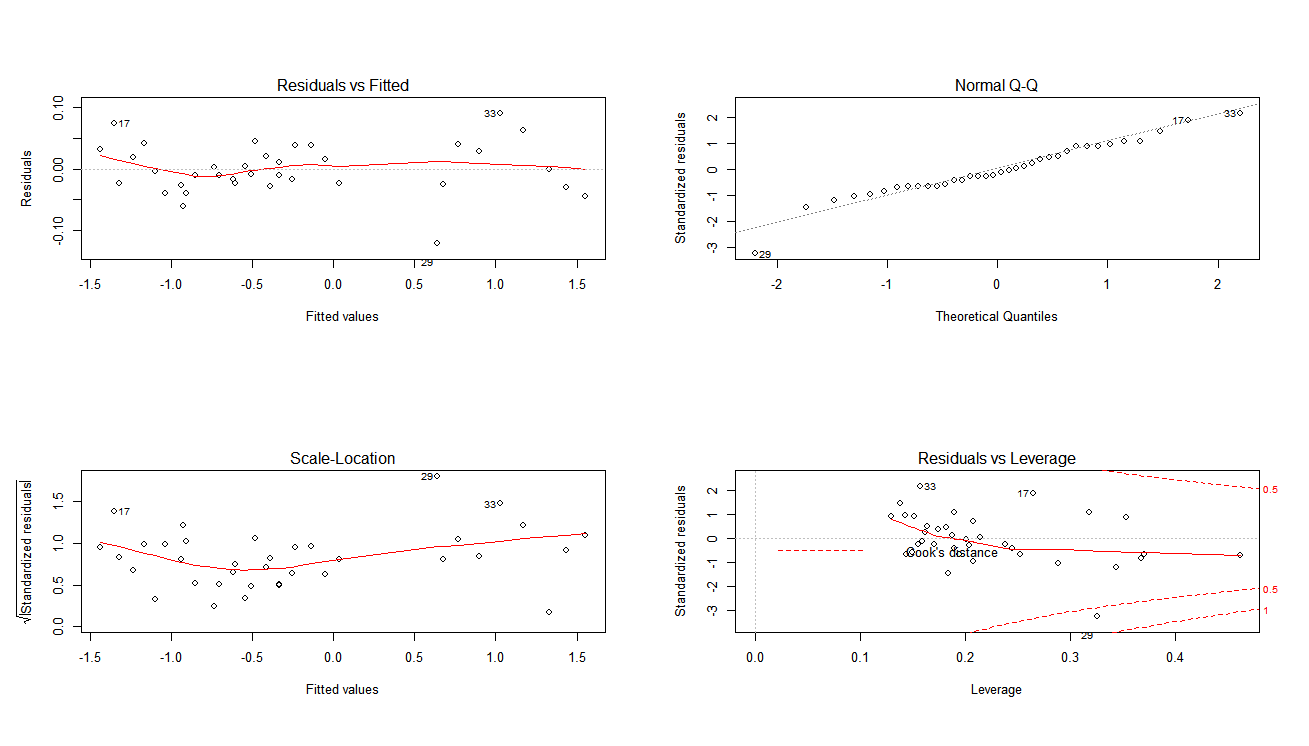 Residuals vs Fitted
Residuals
0.10
0.00
-0.10
17
33
29
-1.5 -1.0 -0.5 0.0 0.5 1.0 1.5
Fitted values
Normal Q-Q
Standardized residuals
2
1
0
-1
-2
-3
17
33
29
-2 -1 0 1 2
Theoretical Quantiles
Scale-Location
√|Standardized residuals|
1.5
1.0
0.5
0.0
29
33
17
-1.5 -1.0 -0.5 0.0 0.5 1.0 1.5
Fitted values
Residuals vs Leverage
Standardized residuals
2
1
0
-1
-2
-3
33
17
0.5
Cook's distance
0.5
1
29
0.0 0.1 0.2 0.3 0.4
Leverage